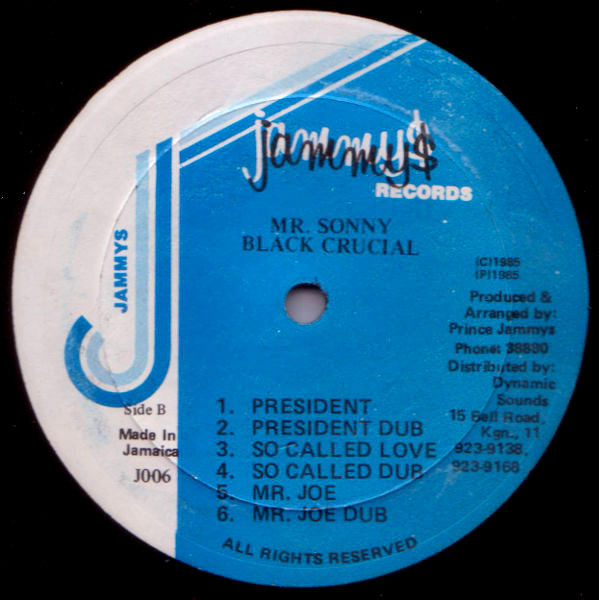 jammy$
RECORDS
MR. SONNY
BLACK CRUCIAL
JAMMYS
(C)1985
(P)1985
Produced &
Arranged by:
Prince Jammys
Phone: 38880
Distributed by:
Dynamic
Sounds
15 Bell Road,
Kgn., 11
923-9138,
923-9168
Side B
Made In
Jamaica
J006
1. PRESIDENT
2. PRESIDENT DUB
3. SO CALLED LOVE
4. SO CALLED DUB
5. MR. JOE
6. MR. JOE DUB
ALL RIGHTS RESERVED